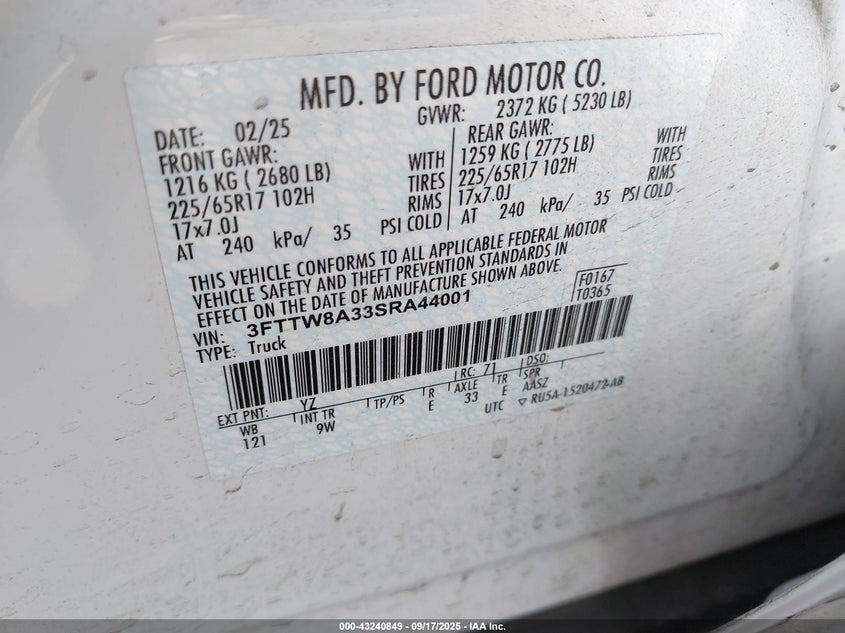 MFD. BY FORD MOTOR CO.
DATE: 02/25 GVWR: 2372 KG ( 5230 LB)
FRONT GAWR: REAR GAWR:
1216 KG ( 2680 LB) WITH 1259 KG ( 2775 LB) WITH
225/65R17 102H TIRES 225/65R17 102H TIRES
17x7.0J RIMS 17x7.0J RIMS
AT 240 kPa/ 35 PSI COLD AT 240 kPa/ 35 PSI COLD
THIS VEHICLE CONFORMS TO ALL APPLICABLE FEDERAL MOTOR
VEHICLE SAFETY AND THEFT PREVENTION STANDARDS IN
EFFECT ON THE DATE OF MANUFACTURE SHOWN ABOVE.
VIN: 3FTTW8A33SRA44001 F0167
TYPE: Truck T0365
EXT PNT: YZ RC: 71 DSO:
WB INT TR TP/PS R AXLE TR SPR
121 9W E 33 E AASZ
UTC ▽ RU5A-1520472-AB
000-43240849 - 09/17/2025 - IAA Inc.